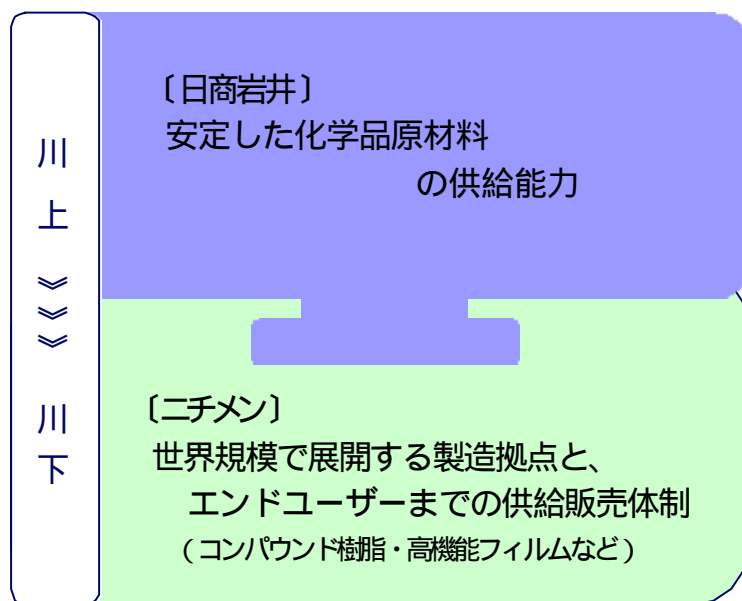 川上 》》》 川下
〔日商岩井〕
安定した化学品原材料
の供給能力
〔ニチメン〕
世界規模で展開する製造拠点と、
エンドユーザーまでの供給販売体制
（コンパウンド樹脂・高機能フィルムなど）